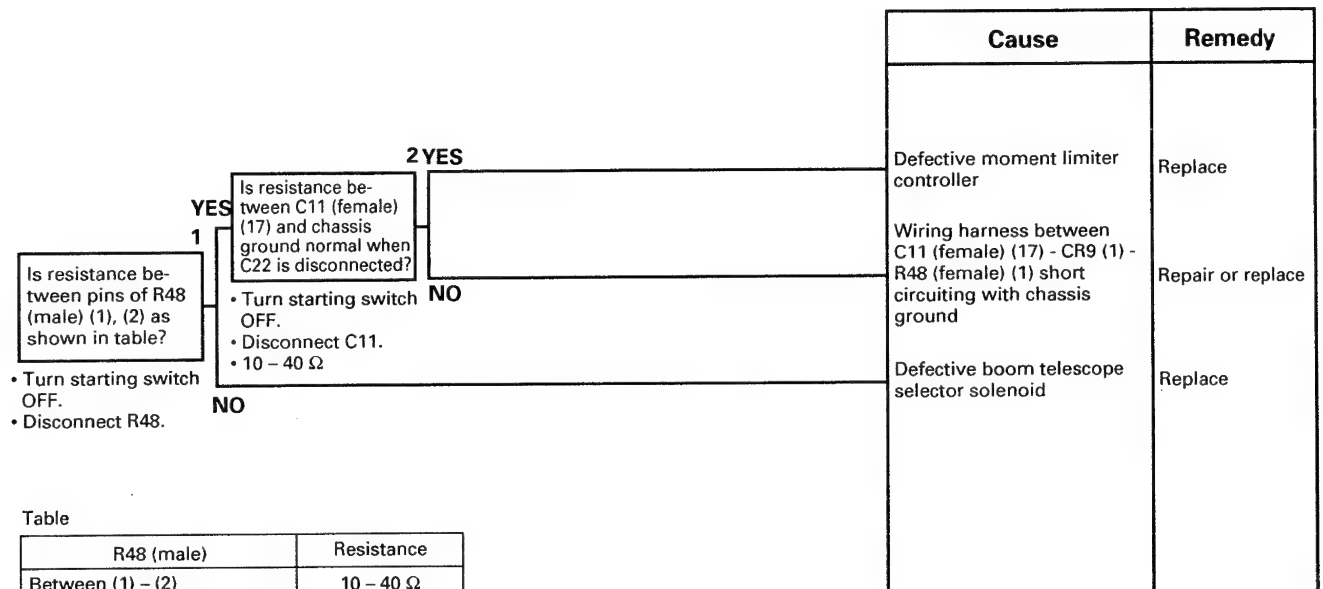 Cause
Remedy
2 YES
Defective moment limiter
controller
Replace
YES
1
Is resistance be-
tween C11 (female)
(17) and chassis
ground normal when
C22 is disconnected?
Wiring harness between
C11 (female) (17) - CR9 (1) -
R48 (female) (1) short
circuiting with chassis
ground
Repair or replace
Is resistance be-
tween pins of R48
(male) (1), (2) as
shown in table?
NO
• Turn starting switch
OFF.
• Disconnect C11.
• 10 – 40 Ω
Defective boom telescope
selector solenoid
Replace
• Turn starting switch
OFF.
• Disconnect R48.
NO
Table
R48 (male)
Resistance
Between (1) – (2)
10 – 40 Ω